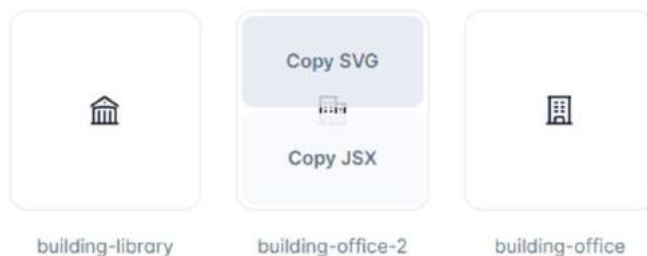 Copy SVG
Copy JSX
building-library
building-office-2
building-office